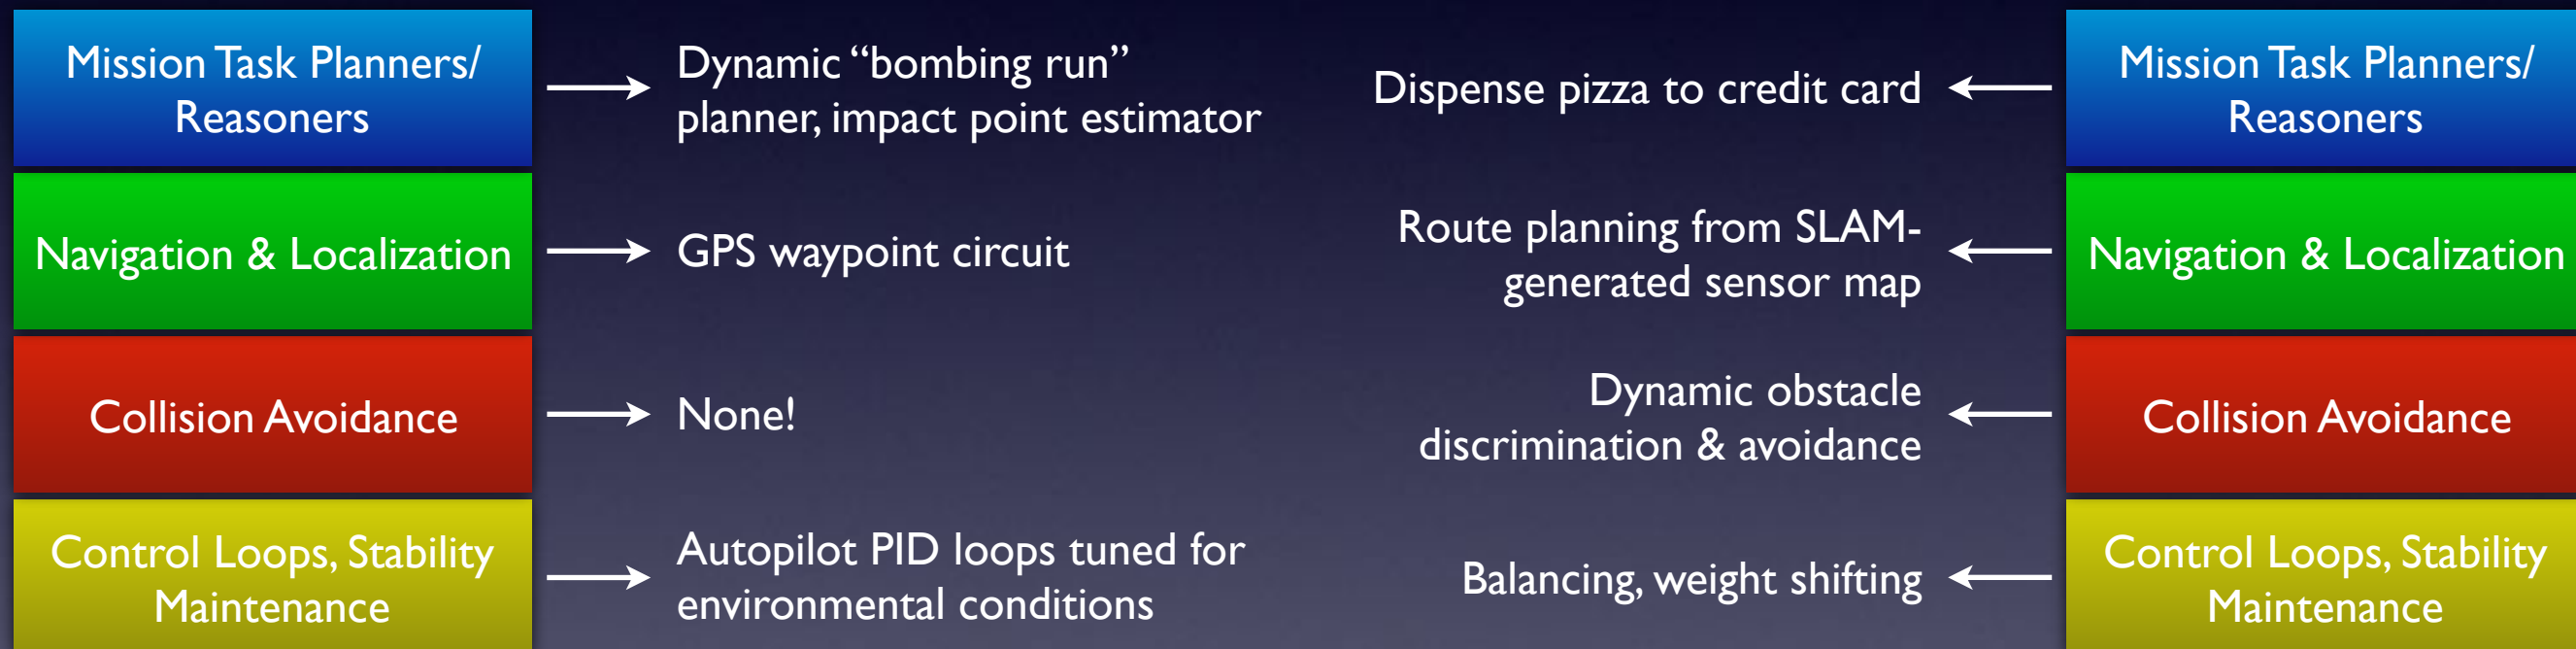 Mission Task Planners/
Reasoners
Dynamic “bombing run”
planner, impact point estimator
Dispense pizza to credit card
Mission Task Planners/
Reasoners
Navigation & Localization
GPS waypoint circuit
Route planning from SLAM-
generated sensor map
Navigation & Localization
Collision Avoidance
None!
Dynamic obstacle
discrimination & avoidance
Collision Avoidance
Control Loops, Stability
Maintenance
Autopilot PID loops tuned for
environmental conditions
Balancing, weight shifting
Control Loops, Stability
Maintenance